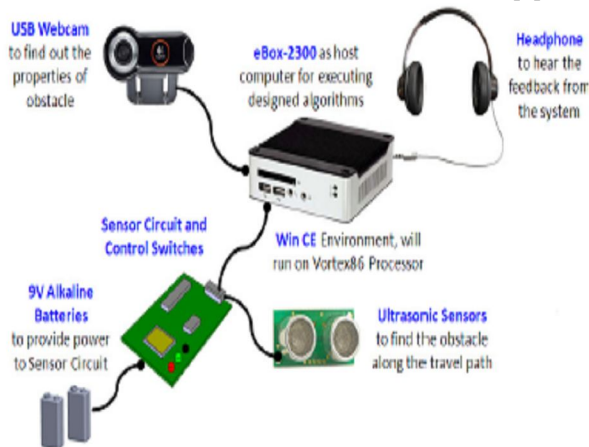 USB Webcam
to find out the
properties of
obstacle
eBox-2300 as host
computer for executing
designed algorithms
Headphone
to hear the
feedback from
the system
Sensor Circuit and
Control Switches
Win CE Environment, will
run on Vortex86 Processor
9V Alkaline
Batteries
to provide power
to Sensor Circuit
Ultrasonic Sensors
to find the obstacle
along the travel path